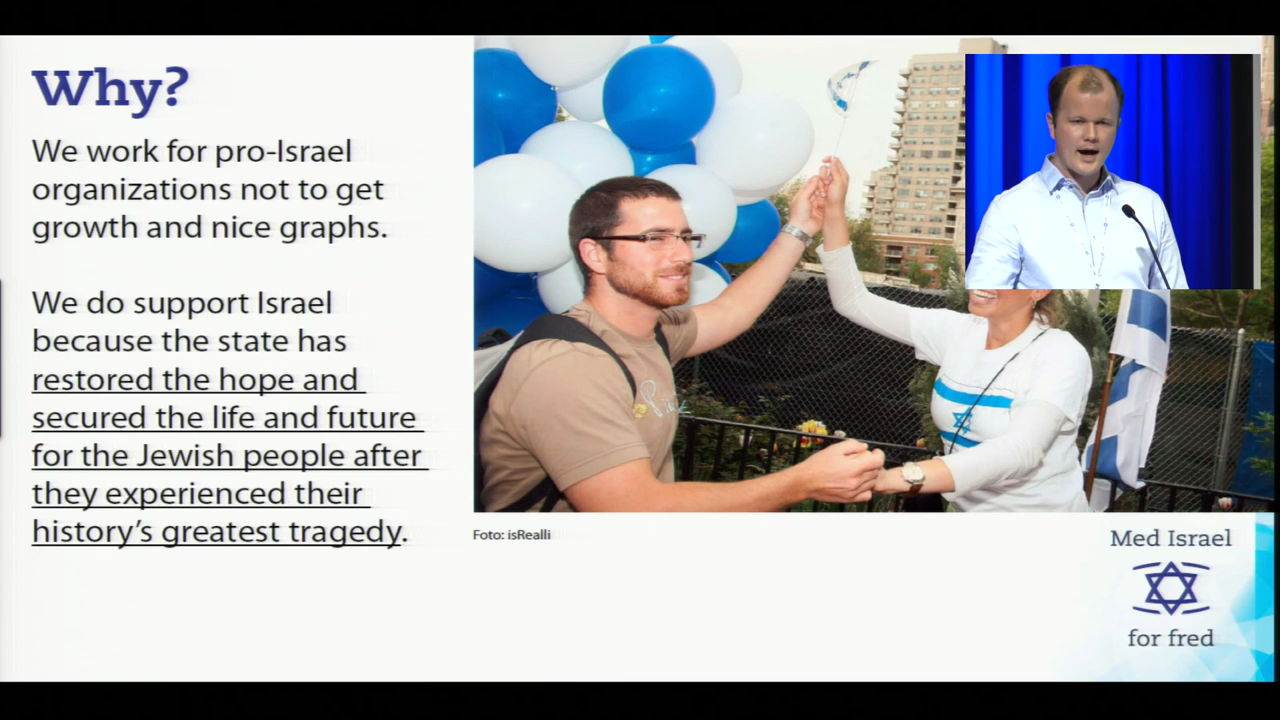 Why?
We work for pro-Israel
organizations not to get
growth and nice graphs.
We do support Israel
because the state has
restored the hope and
secured the life and future
for the Jewish people after
they experienced their
history's greatest tragedy.
Foto: isRealli
Med Israel
for fred